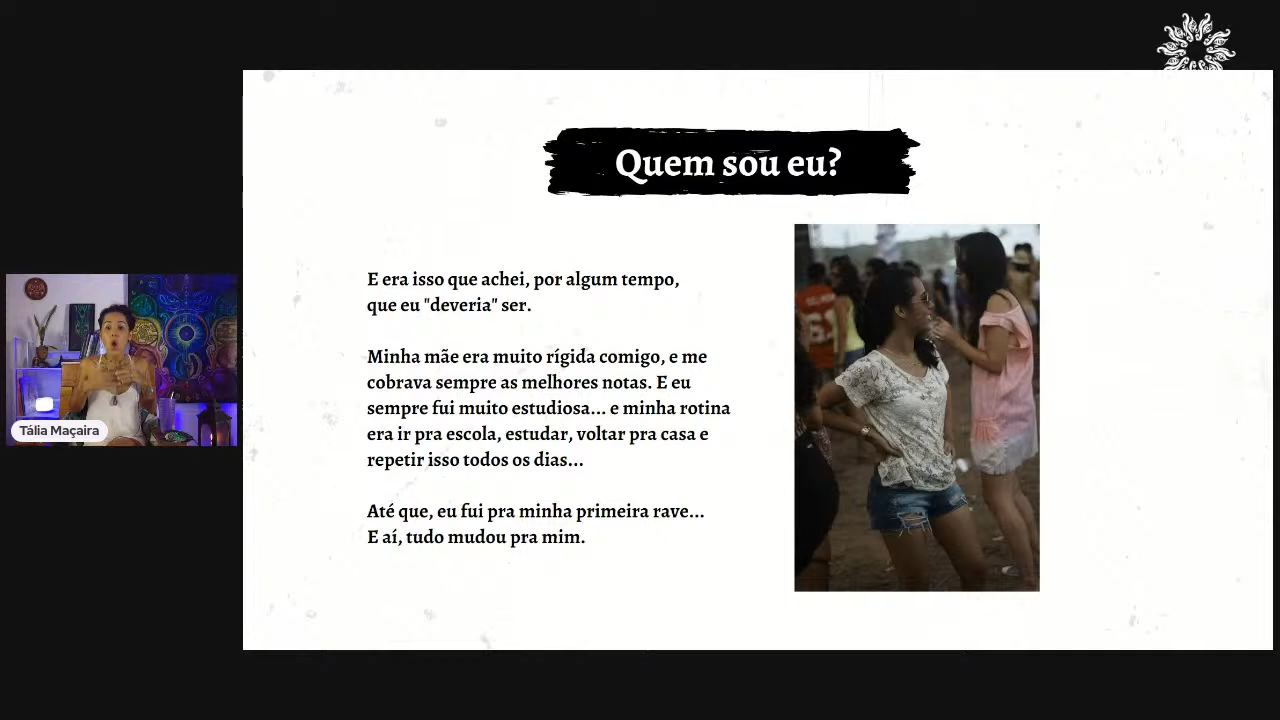 Quem sou eu?
E era isso que achei, por algum tempo,
que eu "deveria" ser.
Minha mãe era muito rígida comigo, e me
cobrava sempre as melhores notas. E eu
sempre fui muito estudiosa... e minha rotina
era ir pra escola, estudar, voltar pra casa e
repetir isso todos os dias...
Até que, eu fui pra minha primeira rave...
E aí, tudo mudou pra mim.
Tália Maçaira
61